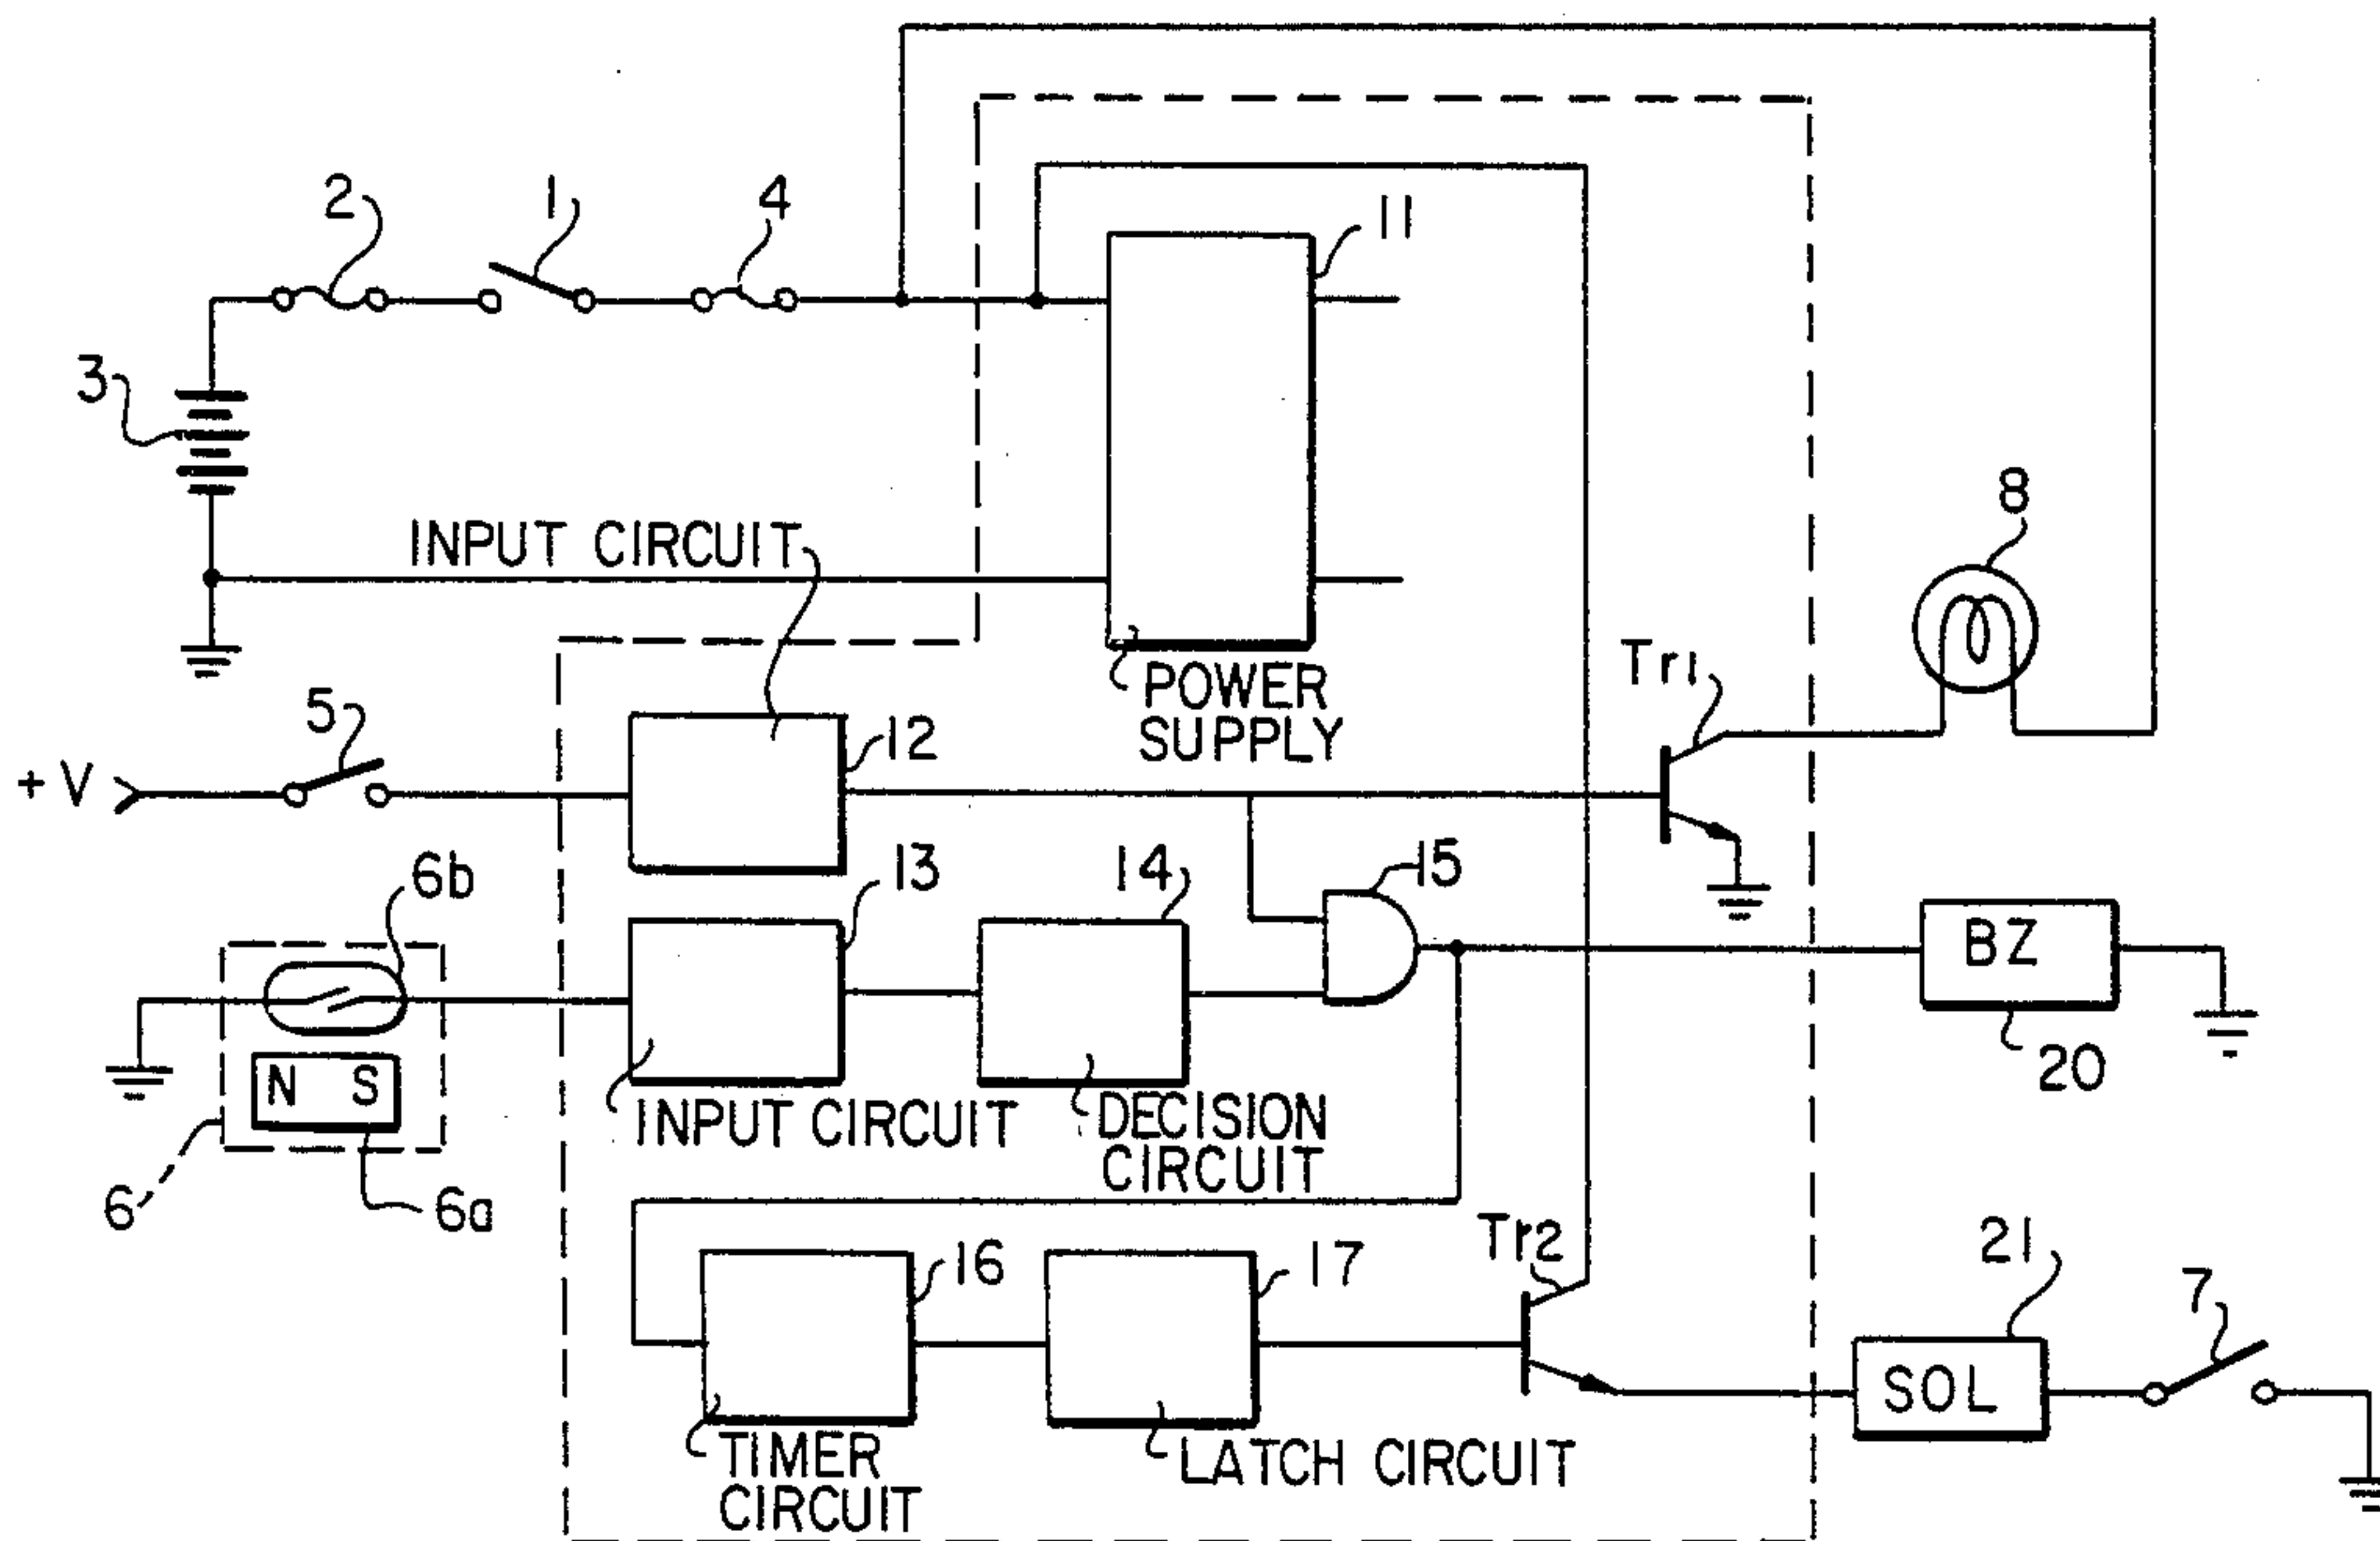 2
1
4
11
3
INPUT CIRCUIT
8
POWER
SUPPLY
Tr1
5
12
+V
6b
13
14
15
BZ
N S
20
INPUT CIRCUIT
DECISION
CIRCUIT
6
6a
16
17
Tr2
21
7
SOL
TIMER
CIRCUIT
LATCH CIRCUIT